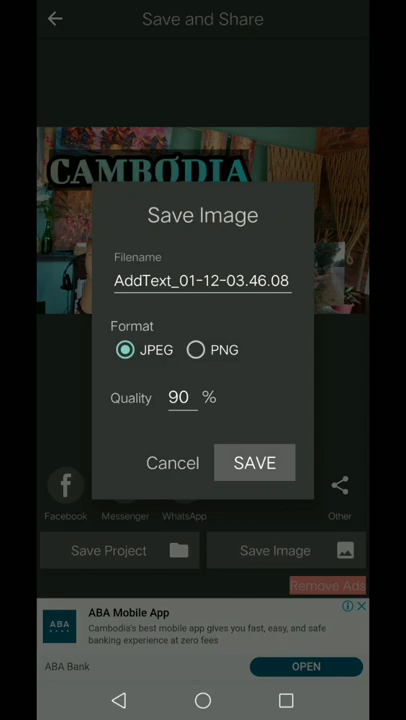 Save and Share
CAMBODIA
Save Image
Filename
AddText_01-12-03.46.08
Format
JPEG PNG
Quality 90 %
Cancel SAVE
Facebook Messenger WhatsApp Other
Save Project Save Image
Remove Ads
ABA
BANK
ABA Mobile App
Cambodia's best mobile app gives you fast, easy, and safe
banking experience at zero fees
ABA Bank OPEN